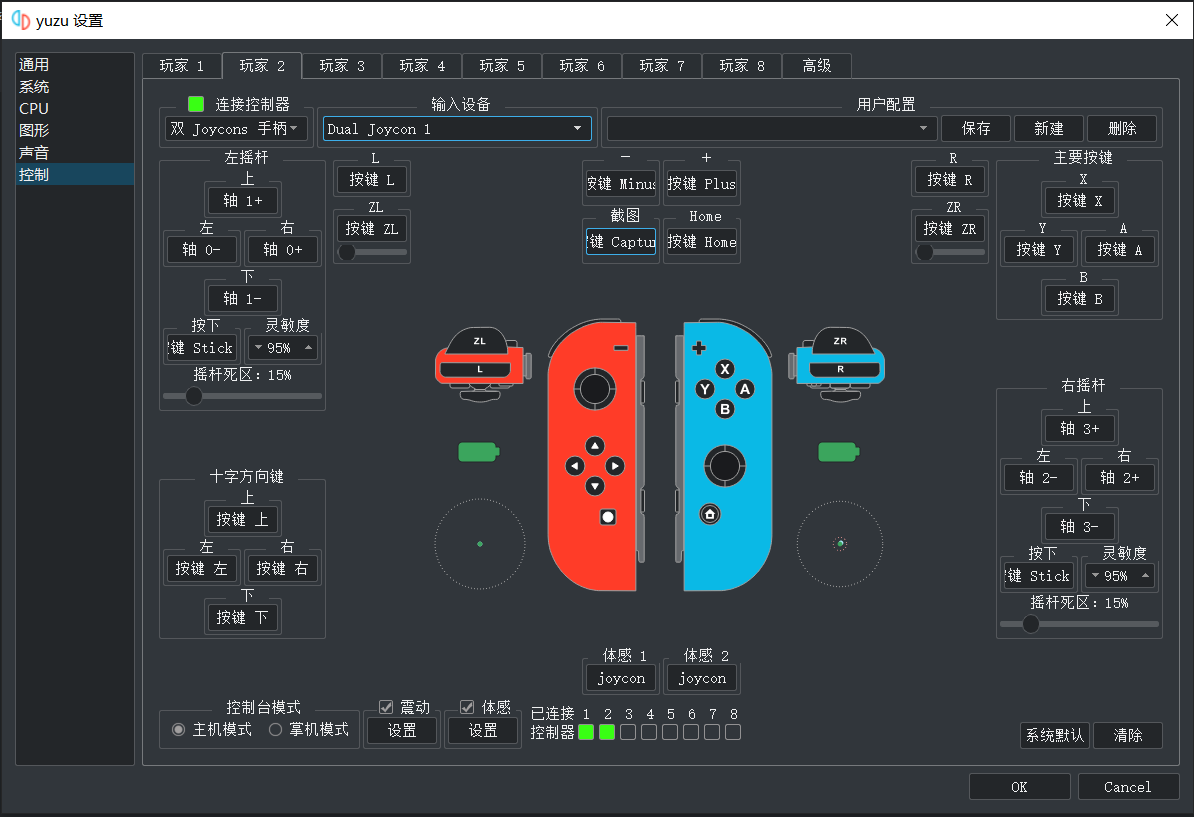 yuzu 设置
通用
系统
CPU
图形
声音
控制
玩家 1 玩家 2 玩家 3 玩家 4 玩家 5 玩家 6 玩家 7 玩家 8 高级
连接控制器 输入设备 用户配置
双 Joycons 手柄 Dual Joycon 1 保存 新建 删除
左摇杆
上
轴 1+
左 右
轴 0- 轴 0+
下
轴 1-
按下 灵敏度
键 Stick 95%
摇杆死区：15%
L
按键 L
ZL
按键 ZL
− +
按键 Minus 按键 Plus
截图 Home
键 Captur 按键 Home
R
按键 R
ZR
按键 ZR
主要按键
X
按键 X
Y A
按键 Y 按键 A
B
按键 B
ZL
L
X
Y A
B
ZR
R
十字方向键
上
按键 上
左 右
按键 左 按键 右
下
按键 下
右摇杆
上
轴 3+
左 右
轴 2- 轴 2+
下
轴 3-
按下 灵敏度
键 Stick 95%
摇杆死区：15%
体感 1 体感 2
joycon joycon
控制台模式
主机模式 掌机模式
震动 体感
设置 设置
已连接 1 2 3 4 5 6 7 8
控制器
系统默认 清除
OK Cancel